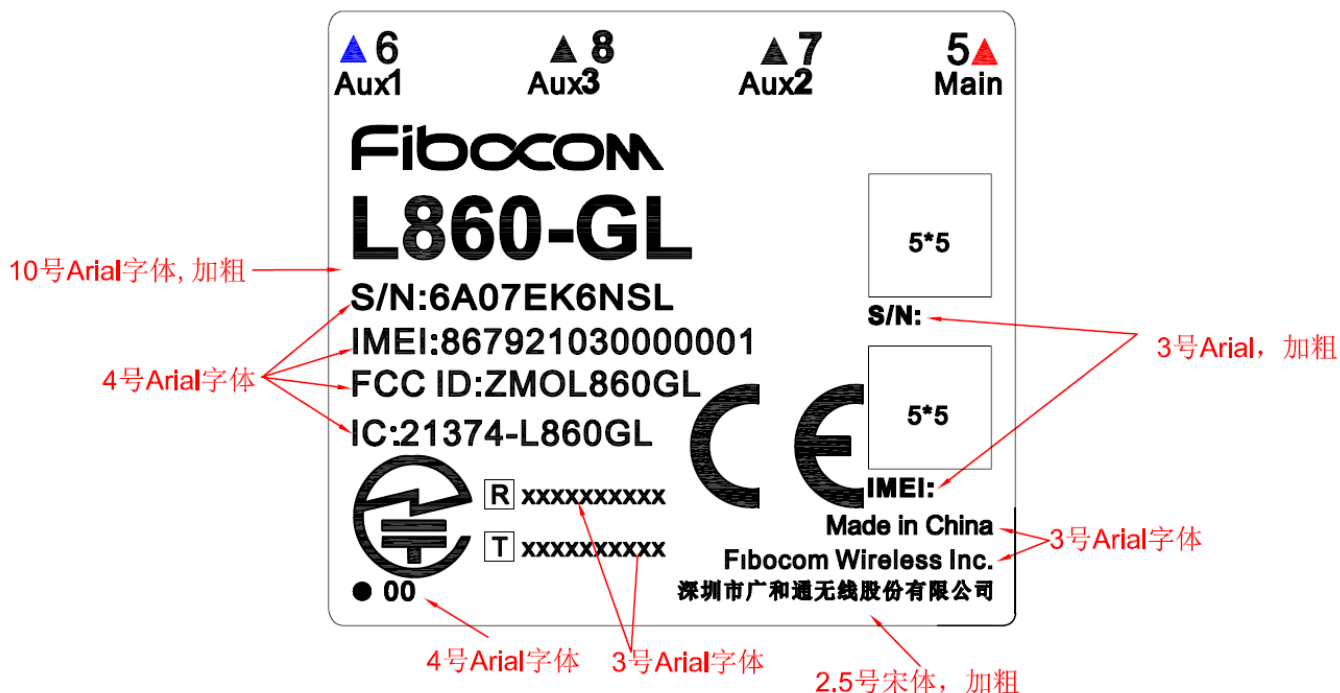 6 8 7 5
Aux1 Aux3 Aux2 Main
Fibocom
L860-GL
5*5
10号Arial字体, 加粗
S/N:6A07EK6NSL
S/N:
IMEI:867921030000001
3号Arial，加粗
4号Arial字体
FCC ID:ZMOL860GL
5*5
IC:21374-L860GL
CE
R xxxxxxxxxx
IMEI:
Made in China
3号Arial字体
T xxxxxxxxxx
Fibocom Wireless Inc.
00
深圳市广和通无线股份有限公司
4号Arial字体
3号Arial字体
2.5号宋体，加粗